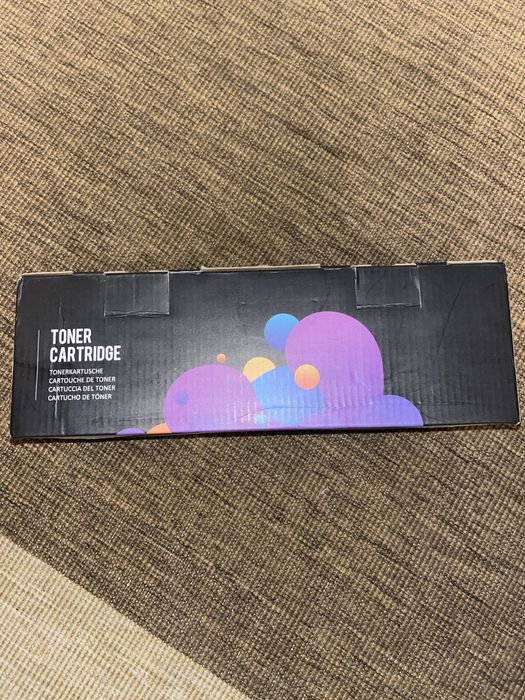 TONER
CARTRIDGE
TONERKARTUSCHE
CARTOUCHE DE TONER
CARTUCCIA DEL TONER
CARTUCHO DE TÓNER